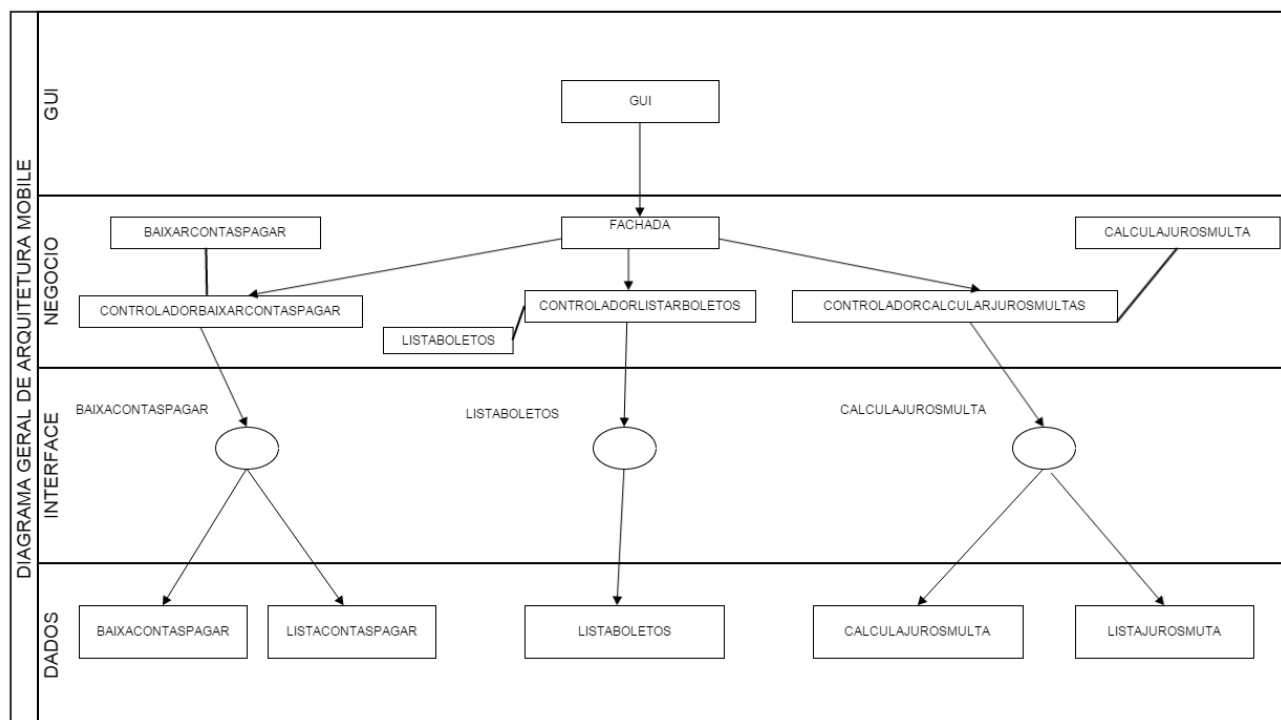 DIAGRAMA GERAL DE ARQUITETURA MOBILE
GUI
GUI
NEGOCIO
FACHADA
BAIXARCONTASPAGAR
CALCULAJUROSMULTA
CONTROLADORBAIXARCONTASPAGAR
CONTROLADORLISTARBOLETOS
CONTROLADORCALCULARJUROSMULTAS
LISTABOLETOS
INTERFACE
BAIXACONTASPAGAR
LISTABOLETOS
CALCULAJUROSMULTA
DADOS
BAIXACONTASPAGAR
LISTACONTASPAGAR
LISTABOLETOS
CALCULAJUROSMULTA
LISTAJUROSMUTA